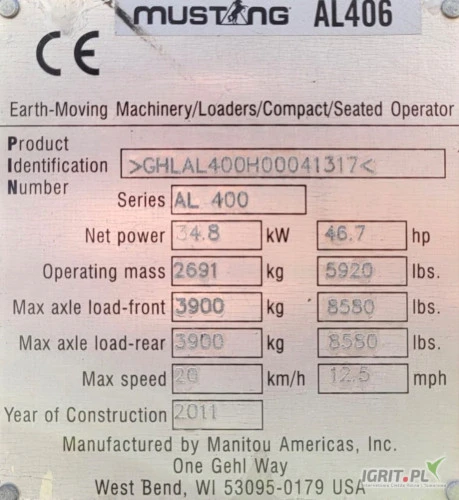 MUSTANG AL406
CE
Earth-Moving Machinery/Loaders/Compact/Seated Operator
Product
Identification >GHLAL400H00041317<
Number
Series AL 400
Net power 34.8 kW 46.7 hp
Operating mass 2691 kg 5920 lbs.
Max axle load-front 3900 kg 8580 lbs.
Max axle load-rear 3900 kg 8580 lbs.
Max speed 20 km/h 12.5 mph
Year of Construction 2011
Manufactured by Manitou Americas, Inc.
One Gehl Way
West Bend, WI 53095-0179 USA
IGRIT.PL